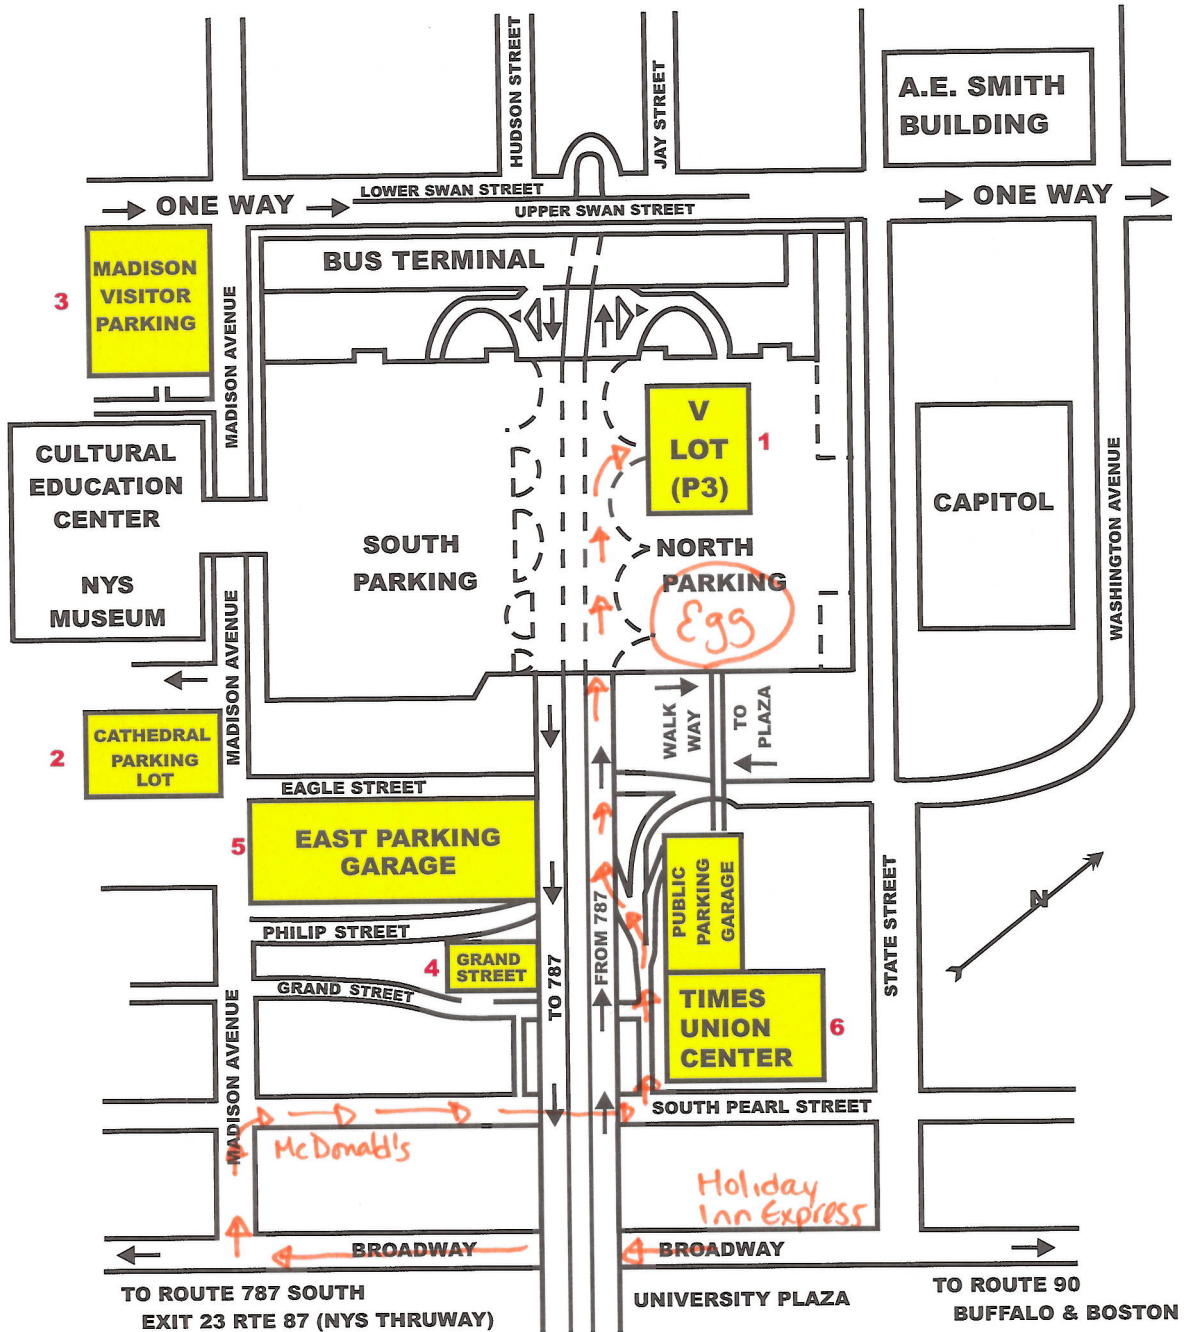 HUDSON STREET
JAY STREET
A.E. SMITH
BUILDING
LOWER SWAN STREET
UPPER SWAN STREET
ONE WAY
ONE WAY
MADISON
VISITOR
PARKING
3
MADISON AVENUE
BUS TERMINAL
V
LOT
(P3)
1
CULTURAL
EDUCATION
CENTER
NYS
MUSEUM
SOUTH
PARKING
NORTH
PARKING
Egg
CAPITOL
WASHINGTON AVENUE
MADISON AVENUE
2
CATHEDRAL
PARKING
LOT
WALK
WAY
TO
PLAZA
EAGLE STREET
5
EAST PARKING
GARAGE
PUBLIC
PARKING
GARAGE
STATE STREET
N
PHILIP STREET
4
GRAND
STREET
GRAND STREET
TO 787
FROM 787
TIMES
UNION
CENTER
6
MADISON AVENUE
SOUTH PEARL STREET
McDonald's
Holiday
Inn Express
BROADWAY
BROADWAY
TO ROUTE 787 SOUTH
EXIT 23 RTE 87 (NYS THRUWAY)
UNIVERSITY PLAZA
TO ROUTE 90
BUFFALO & BOSTON